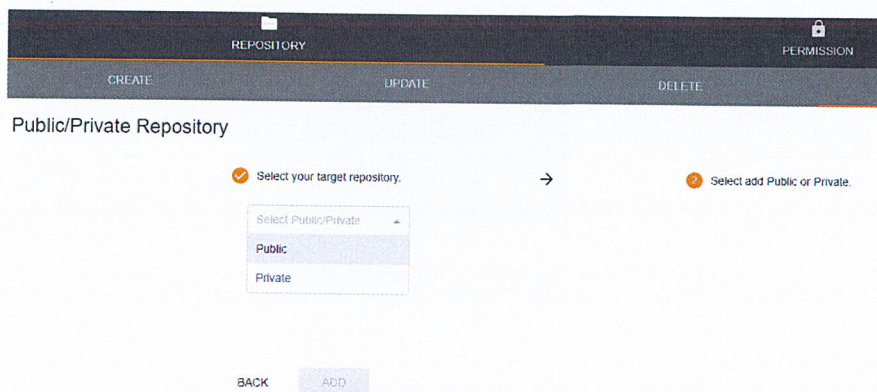 REPOSITORY
PERMISSION
CREATE
UPDATE
DELETE
Public/Private Repository
Select your target repository.
→
2 Select add Public or Private.
Select Public/Private
Public
Private
BACK
ADD